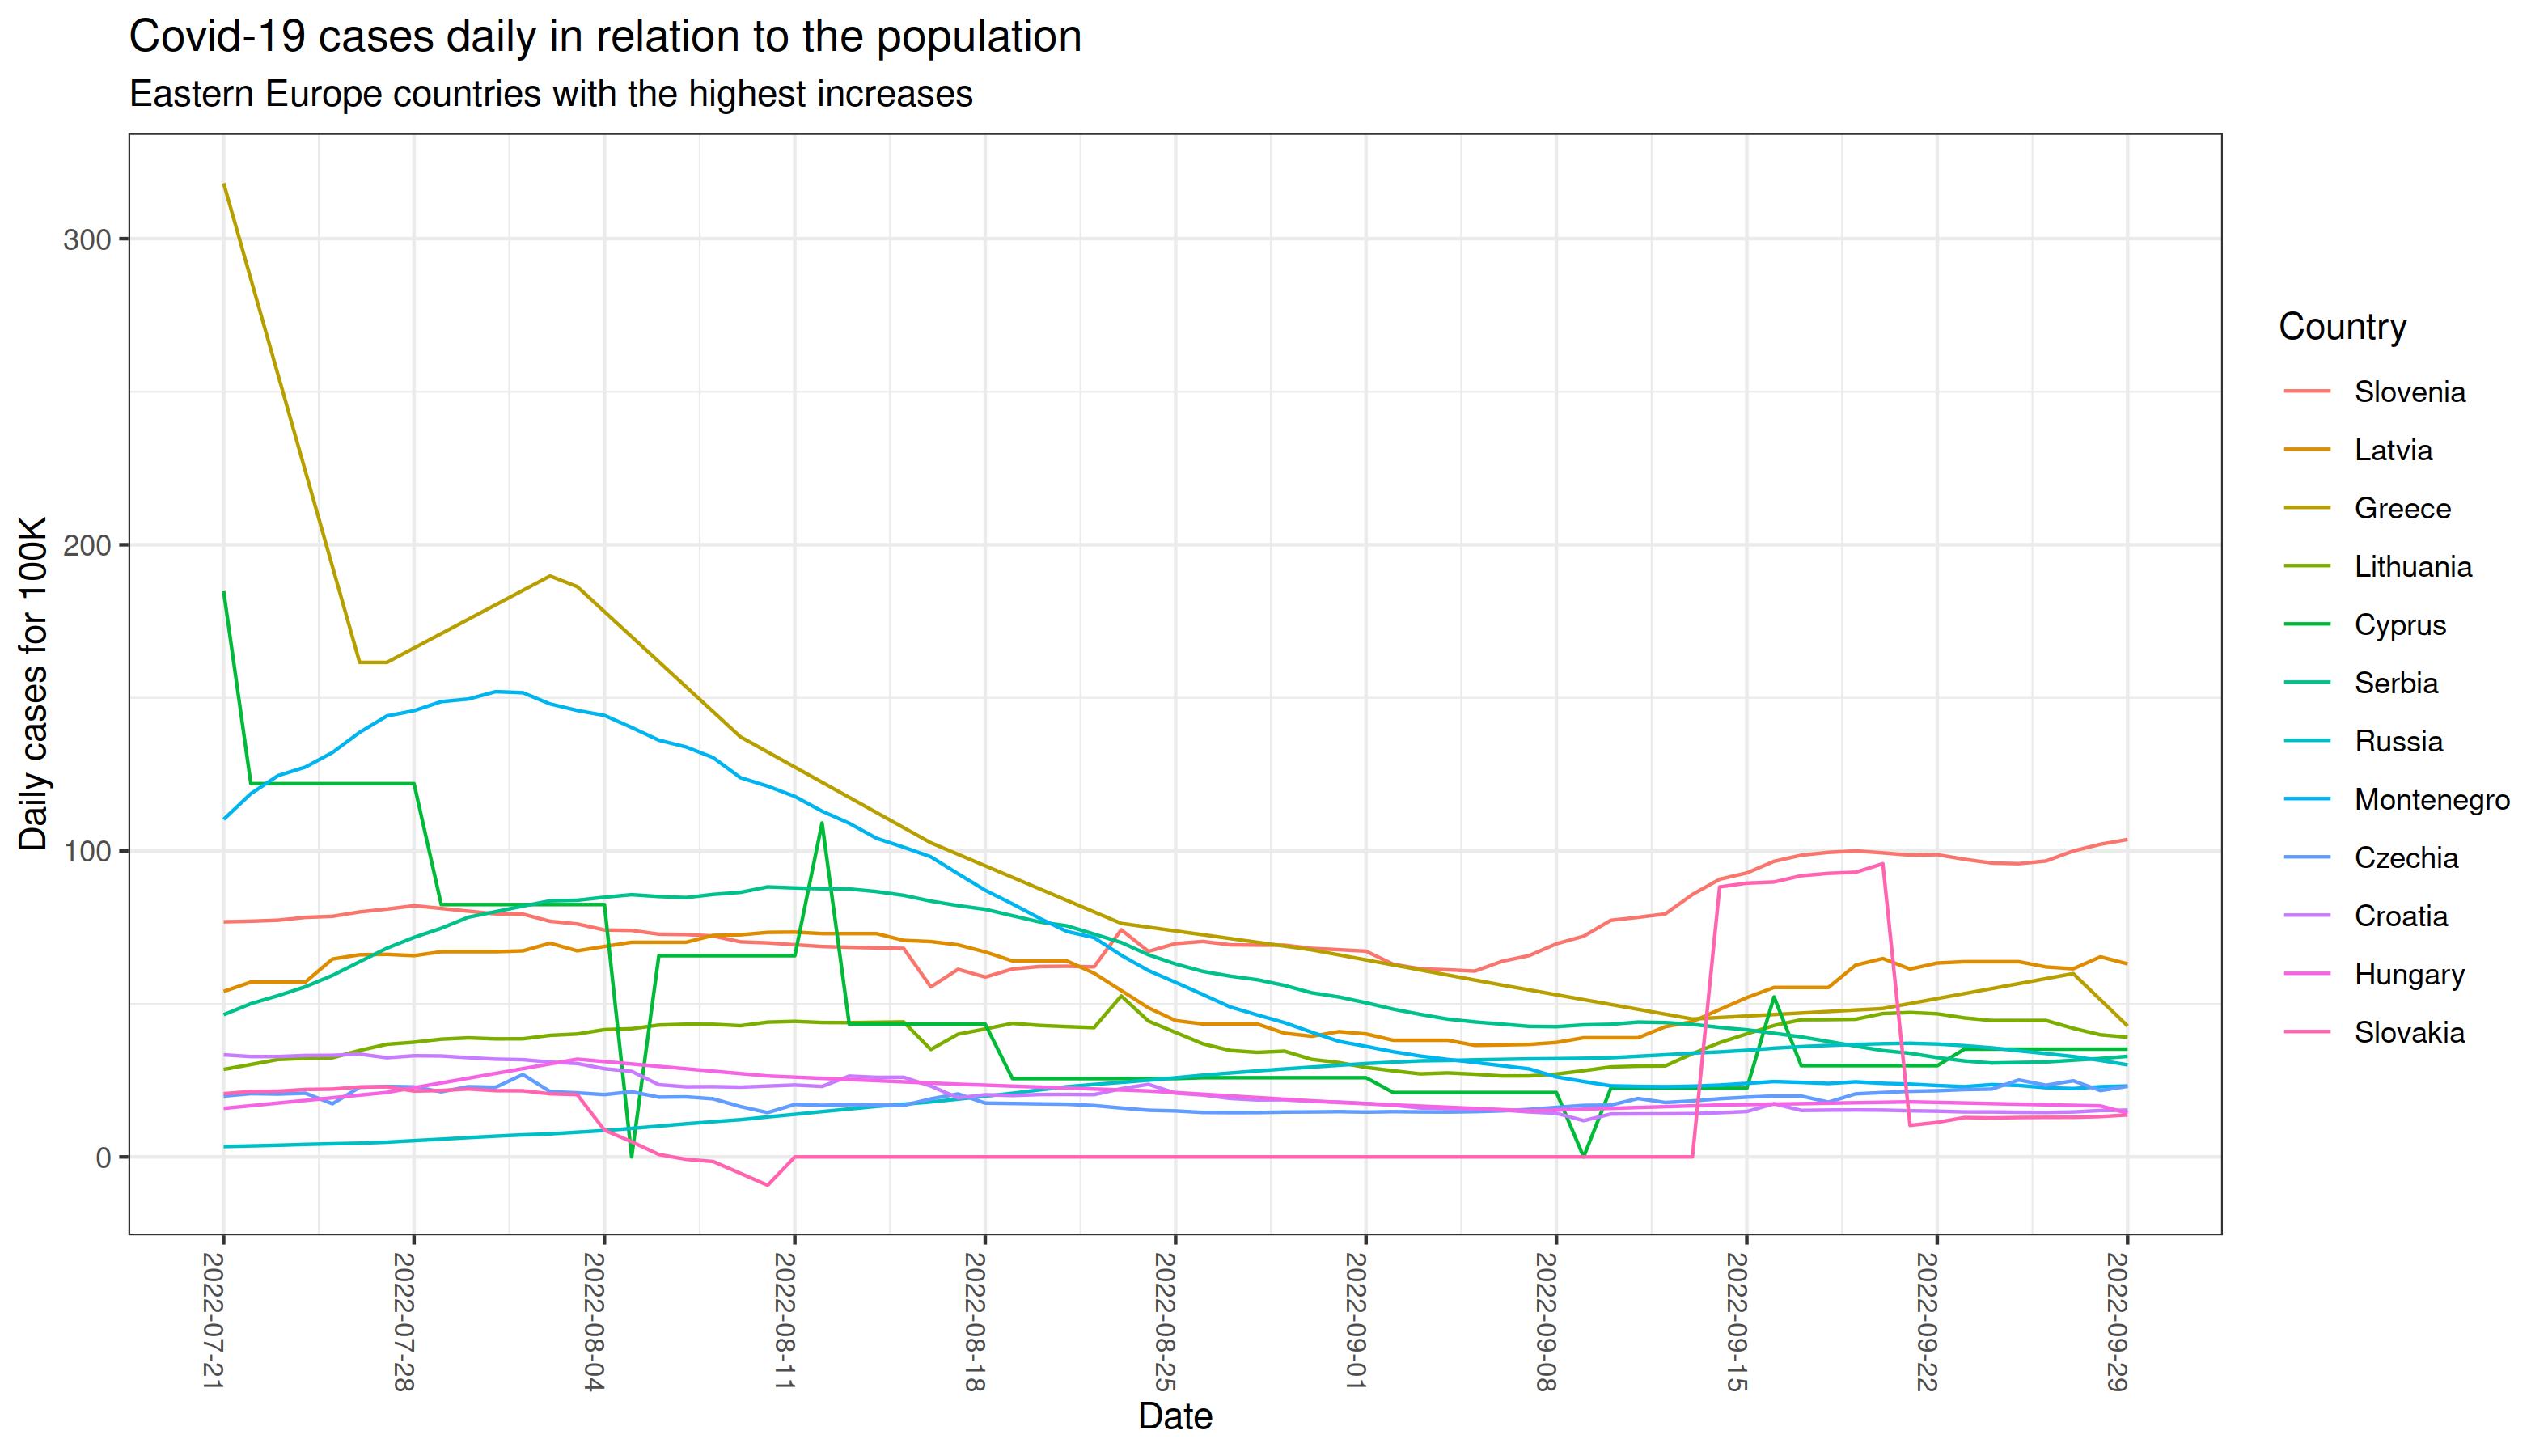 Covid-19 cases daily in relation to the population
Eastern Europe countries with the highest increases
Daily cases for 100K
300
200
100
0
2022-07-21
2022-07-28
2022-08-04
2022-08-11
2022-08-18
2022-08-25
2022-09-01
2022-09-08
2022-09-15
2022-09-22
2022-09-29
Date
Country
Slovenia
Latvia
Greece
Lithuania
Cyprus
Serbia
Russia
Montenegro
Czechia
Croatia
Hungary
Slovakia